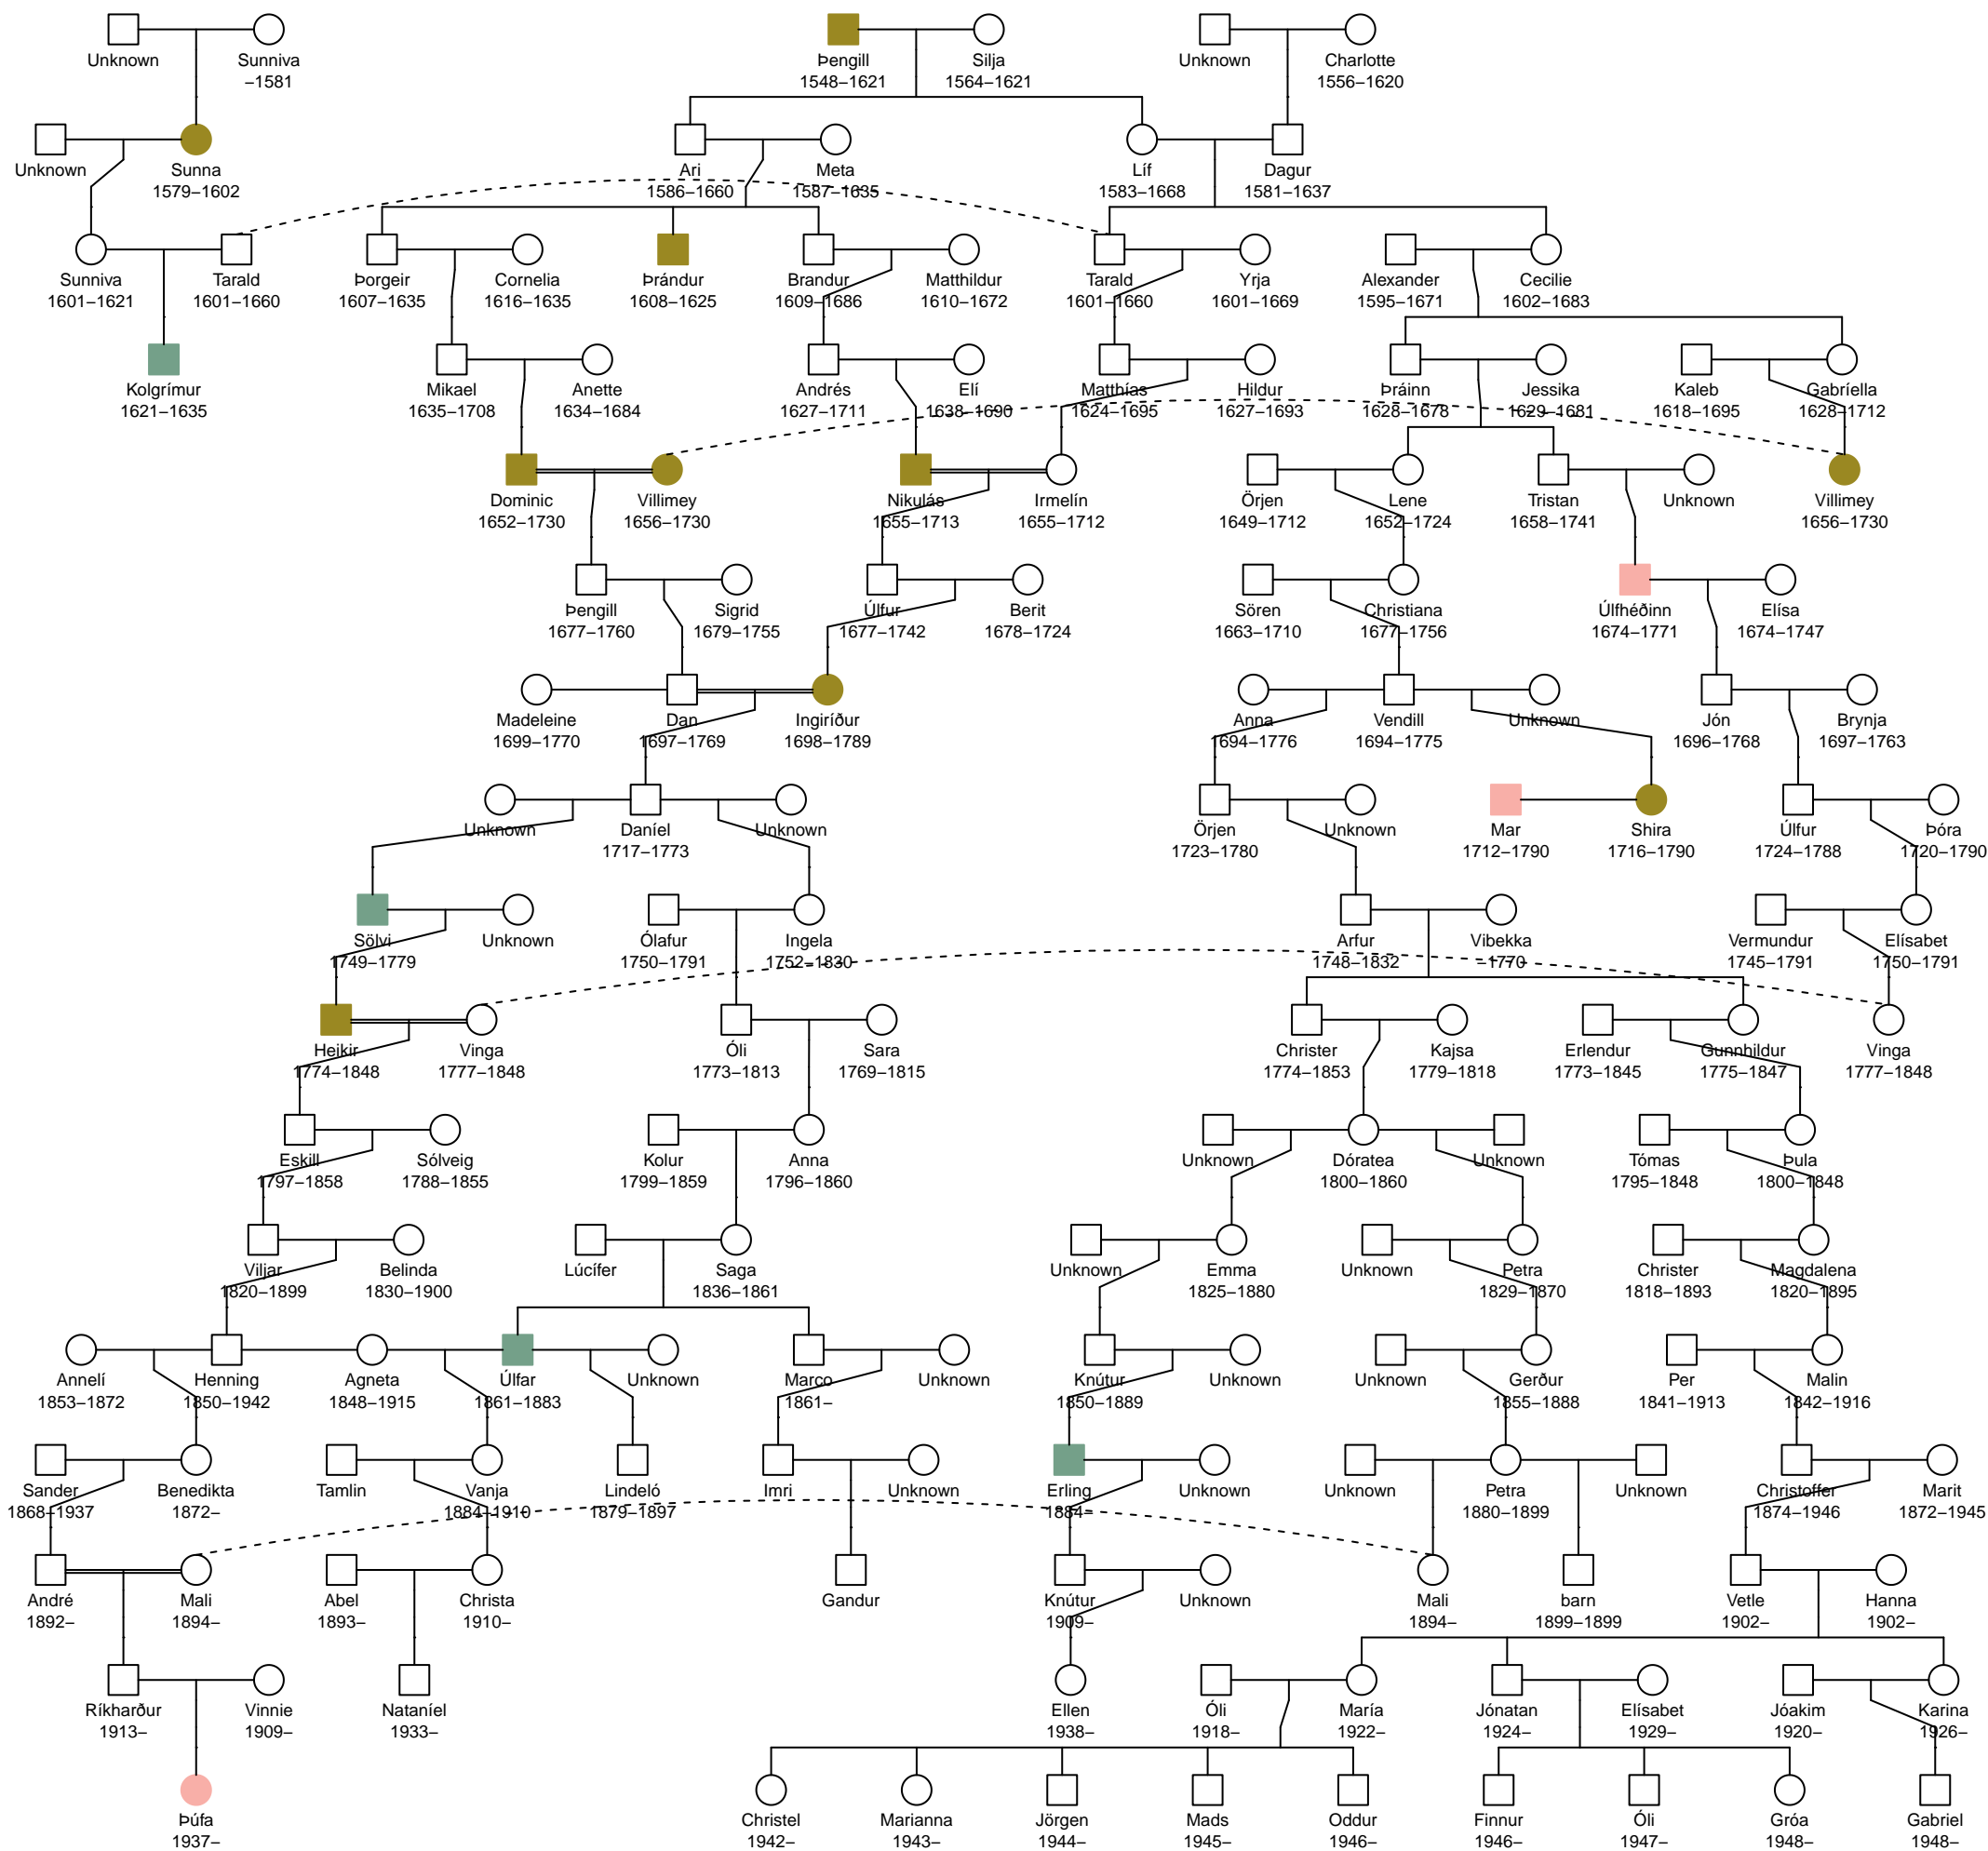 Unknown
Sunniva
−1581
Þengill
1548−1621
Silja
1564−1621
Unknown
Charlotte
1556−1620
Unknown
Sunna
1579−1602
Ari
1586−1660
Meta
1587−1635
Líf
1583−1668
Dagur
1581−1637
Sunniva
1601−1621
Tarald
1601−1660
Þorgeir
1607−1635
Cornelia
1616−1635
Þrándur
1608−1625
Brandur
1609−1686
Matthildur
1610−1672
Tarald
1601−1660
Yrja
1601−1669
Alexander
1595−1671
Cecilie
1602−1683
Kolgrímur
1621−1635
Mikael
1635−1708
Anette
1634−1684
Andrés
1627−1711
Elí
1638−1690
Matthías
1624−1695
Hildur
1627−1693
Þráinn
1628−1678
Jessika
1629−1681
Kaleb
1618−1695
Gabríella
1628−1712
Dominic
1652−1730
Villimey
1656−1730
Nikulás
1655−1713
Irmelín
1655−1712
Örjen
1649−1712
Lene
1652−1724
Tristan
1658−1741
Unknown
Villimey
1656−1730
Þengill
1677−1760
Sigrid
1679−1755
Úlfur
1677−1742
Berit
1678−1724
Sören
1663−1710
Christiana
1677−1756
Úlfhéðinn
1674−1771
Elísa
1674−1747
Madeleine
1699−1770
Dan
1697−1769
Ingiríður
1698−1789
Anna
1694−1776
Vendill
1694−1775
Unknown
Jón
1696−1768
Brynja
1697−1763
Unknown
Daníel
1717−1773
Unknown
Örjen
1723−1780
Unknown
Mar
1712−1790
Shira
1716−1790
Úlfur
1724−1788
Þóra
1720−1790
Sölvi
1749−1779
Unknown
Ólafur
1750−1791
Ingela
1752−1830
Arfur
1748−1832
Vibekka
−1770
Vermundur
1745−1791
Elísabet
1750−1791
Heikir
1774−1848
Vinga
1777−1848
Óli
1773−1813
Sara
1769−1815
Christer
1774−1853
Kajsa
1779−1818
Erlendur
1773−1845
Gunnhildur
1775−1847
Vinga
1777−1848
Eskill
1797−1858
Sólveig
1788−1855
Kolur
1799−1859
Anna
1796−1860
Unknown
Dóratea
1800−1860
Unknown
Tómas
1795−1848
Þula
1800−1848
Viljar
1820−1899
Belinda
1830−1900
Lúcífer
Saga
1836−1861
Unknown
Emma
1825−1880
Unknown
Petra
1829−1870
Christer
1818−1893
Magdalena
1820−1895
Annelí
1853−1872
Henning
1850−1942
Agneta
1848−1915
Úlfar
1861−1883
Unknown
Marco
1861−
Unknown
Knútur
1850−1889
Unknown
Unknown
Gerður
1855−1888
Per
1841−1913
Malin
1842−1916
Sander
1868−1937
Benedikta
1872−
Tamlin
Vanja
1884−1910
Lindeló
1879−1897
Imri
Unknown
Erling
1884−
Unknown
Unknown
Petra
1880−1899
Unknown
Christoffer
1874−1946
Marit
1872−1945
André
1892−
Mali
1894−
Abel
1893−
Christa
1910−
Gandur
Knútur
1909−
Unknown
Mali
1894−
barn
1899−1899
Vetle
1902−
Hanna
1902−
Ríkharður
1913−
Vinnie
1909−
Nataníel
1933−
Ellen
1938−
Óli
1918−
María
1922−
Jónatan
1924−
Elísabet
1929−
Jóakim
1920−
Karina
1926−
Þúfa
1937−
Christel
1942−
Marianna
1943−
Jörgen
1944−
Mads
1945−
Oddur
1946−
Finnur
1946−
Óli
1947−
Gróa
1948−
Gabriel
1948−